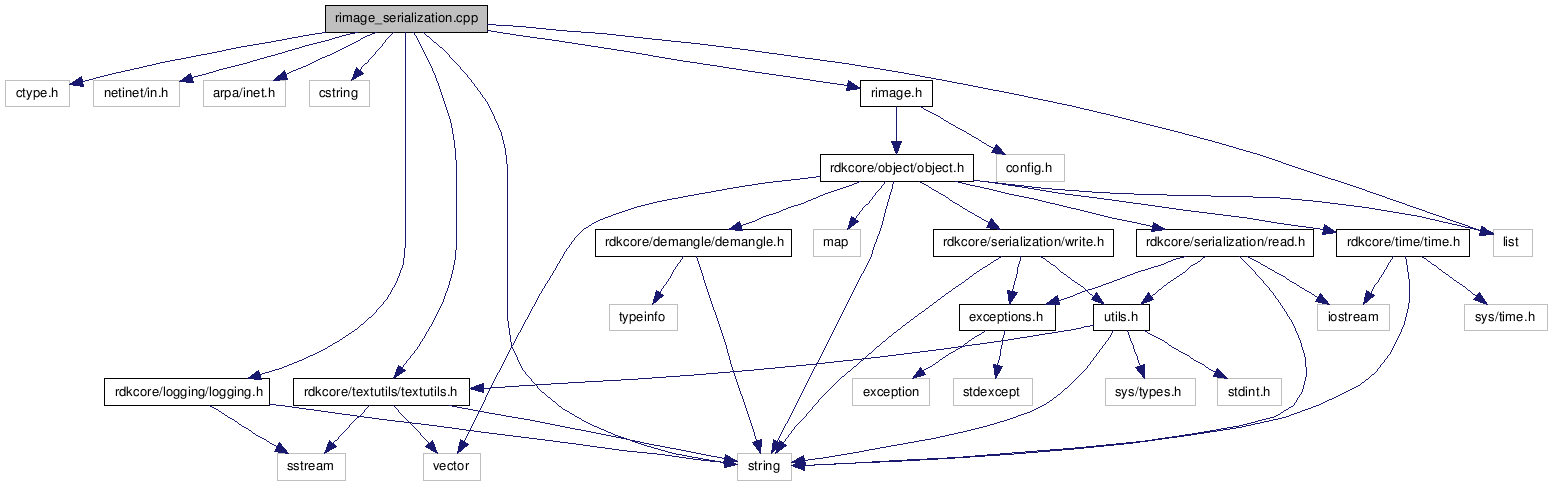 rimage_serialization.cpp
ctype.h
netinet/in.h
arpa/inet.h
cstring
rimage.h
rdkcore/object/object.h
config.h
rdkcore/demangle/demangle.h
map
rdkcore/serialization/write.h
rdkcore/serialization/read.h
rdkcore/time/time.h
list
typeinfo
exceptions.h
utils.h
iostream
sys/time.h
rdkcore/logging/logging.h
rdkcore/textutils/textutils.h
exception
stdexcept
sys/types.h
stdint.h
sstream
vector
string